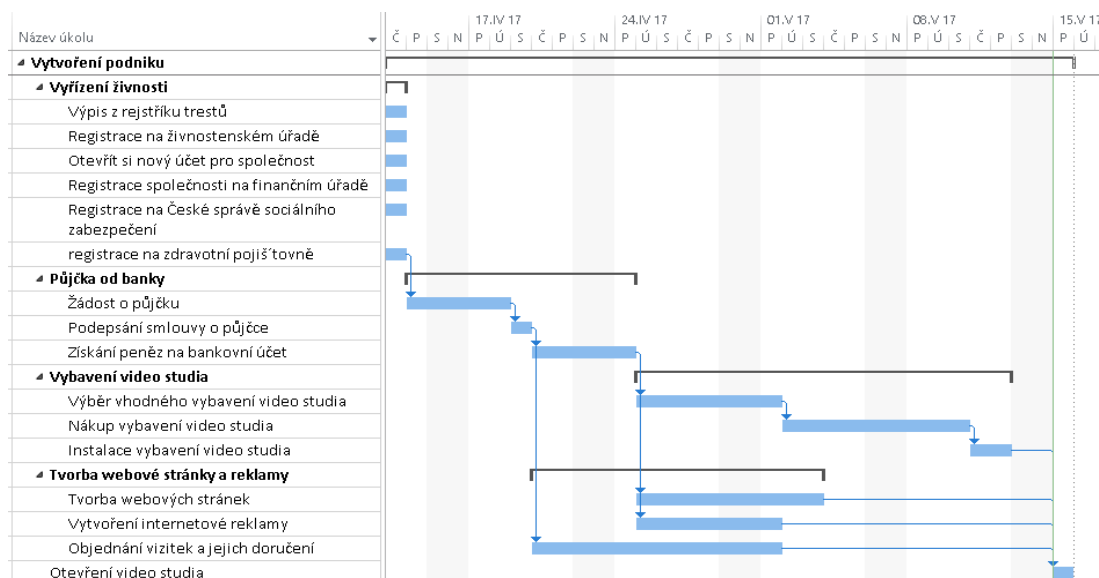 17.IV 17 24.IV 17 01.V 17 08.V 17 15.V 17
Název úkolu Č P S N P Ú S Č P S N P Ú S Č P S N P Ú S Č P S N P Ú S Č P S N P Ú
Vytvoření podniku
Vyřízení živnosti
Výpis z rejstříku trestů
Registrace na živnostenském úřadě
Otevřít si nový účet pro společnost
Registrace společnosti na finančním úřadě
Registrace na České správě sociálního
zabezpečení
registrace na zdravotní pojiš´tovně
Půjčka od banky
Žádost o půjčku
Podepsání smlouvy o půjčce
Získání peněz na bankovní účet
Vybavení video studia
Výběr vhodného vybavení video studia
Nákup vybavení video studia
Instalace vybavení video studia
Tvorba webové stránky a reklamy
Tvorba webových stránek
Vytvoření internetové reklamy
Objednání vizitek a jejich doručení
Otevření video studia